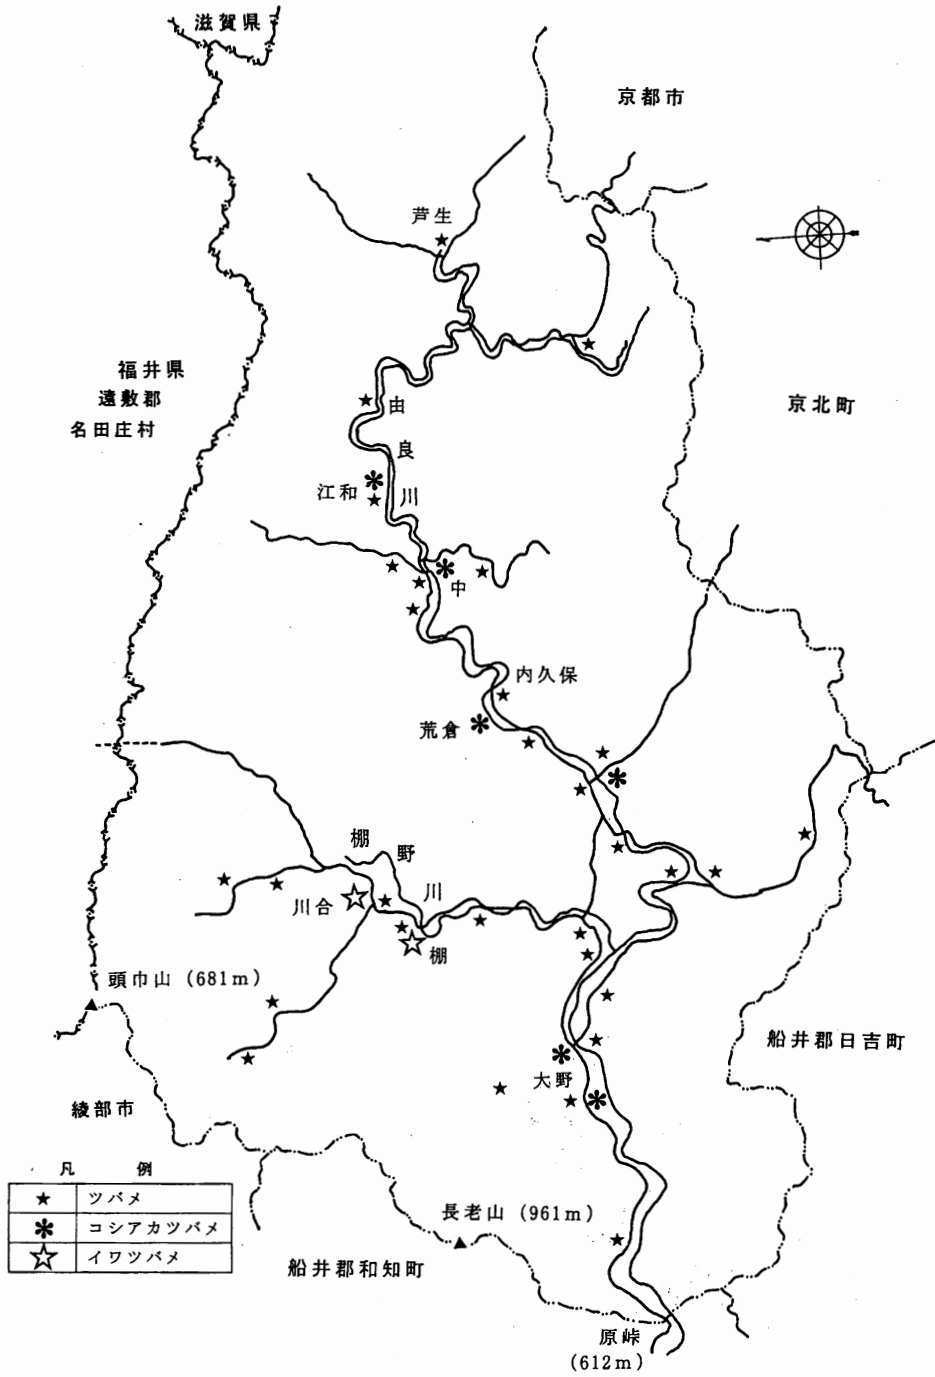 滋賀県
京都市
芦生
福井県
遠敷郡
名田庄村
京北町
由良川
江和
中
内久保
荒倉
棚野川
川合
棚
頭巾山 (681m)
船井郡日吉町
大野
綾部市
凡 例
ツバメ
コシアカツバメ
イワツバメ
長老山 (961m)
船井郡和知町
原峠
(612m)